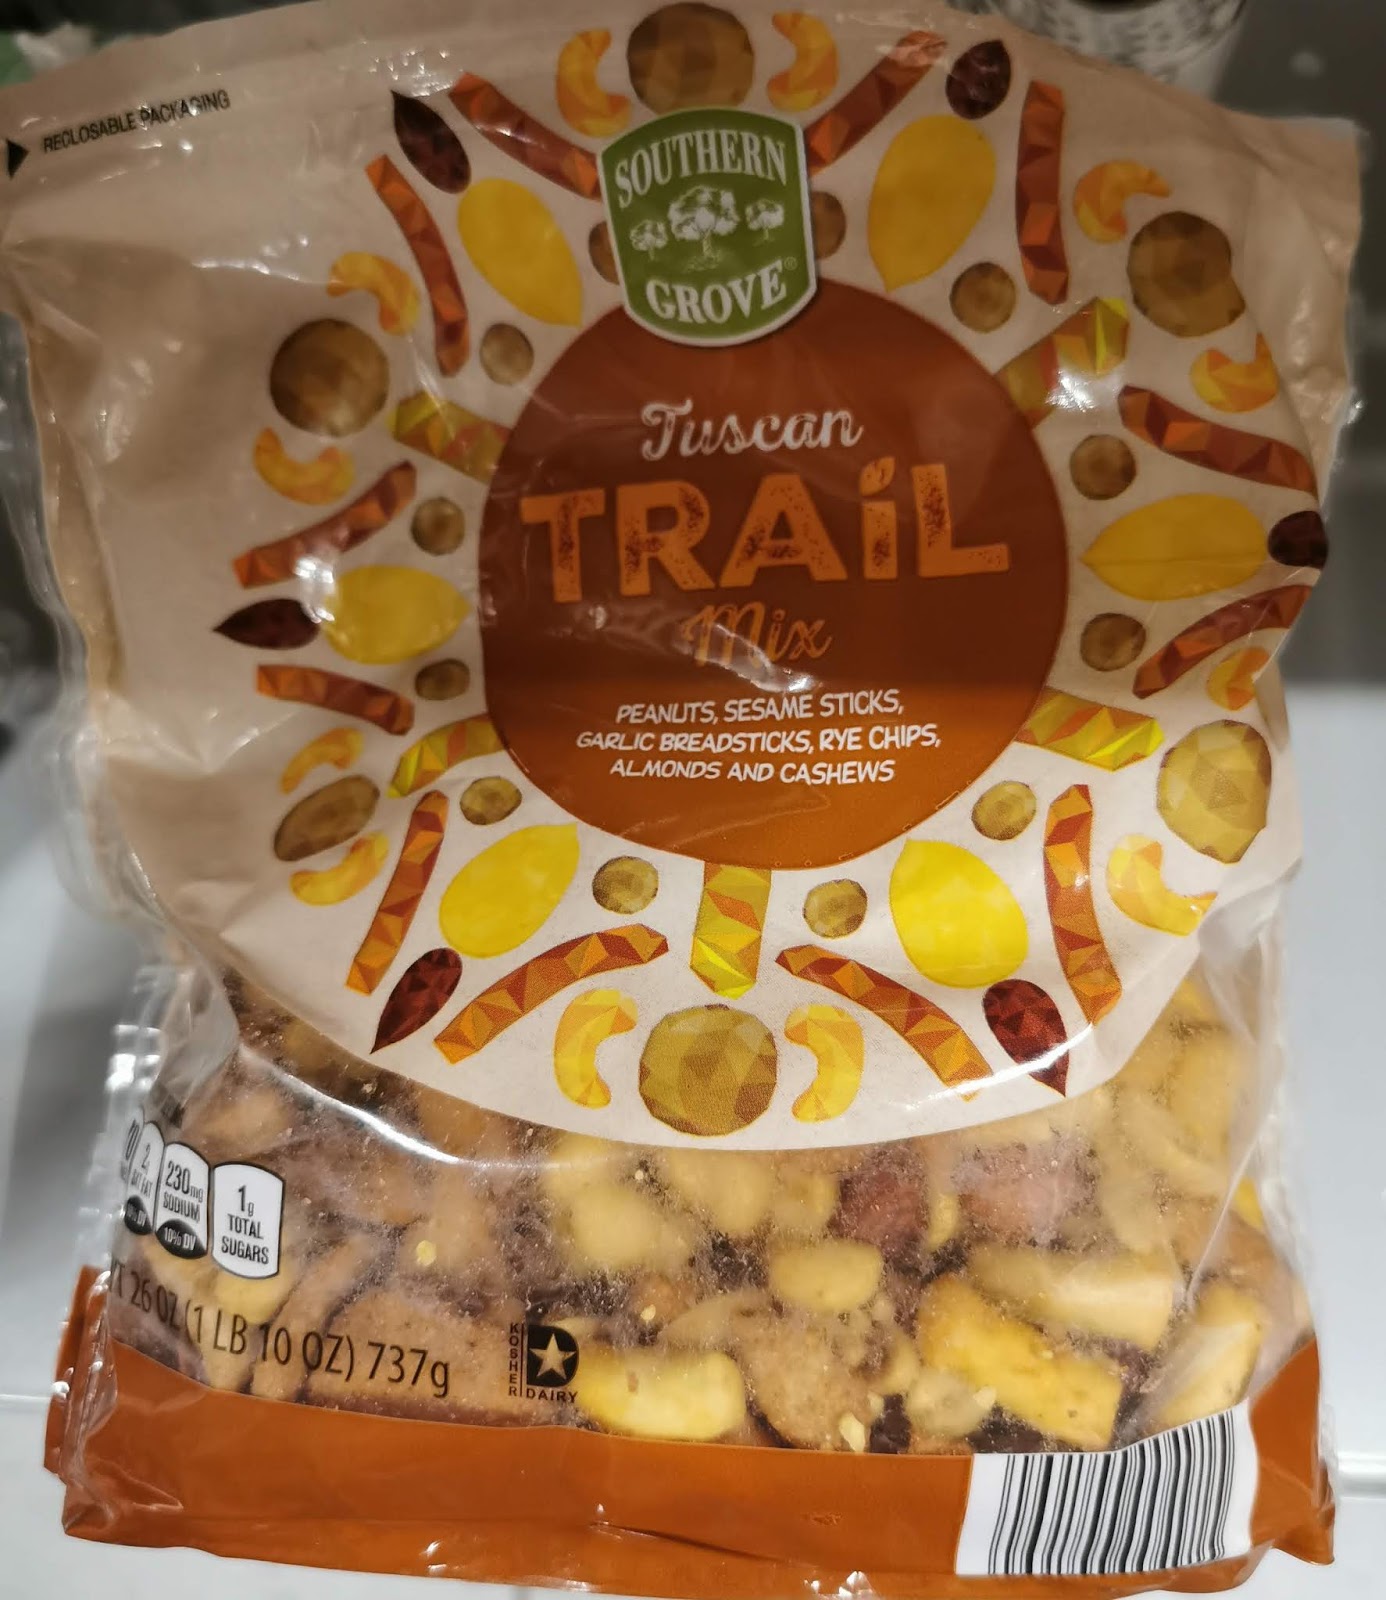 RECLOSABLE PACKAGING
SOUTHERN
GROVE®
Tuscan
TRAiL
Mix
PEANUTS, SESAME STICKS,
GARLIC BREADSTICKS, RYE CHIPS,
ALMONDS AND CASHEWS
230mg
SODIUM
10% DV
1g
TOTAL
SUGARS
26 OZ (1 LB 10 OZ) 737g
KOSHER
D
DAIRY